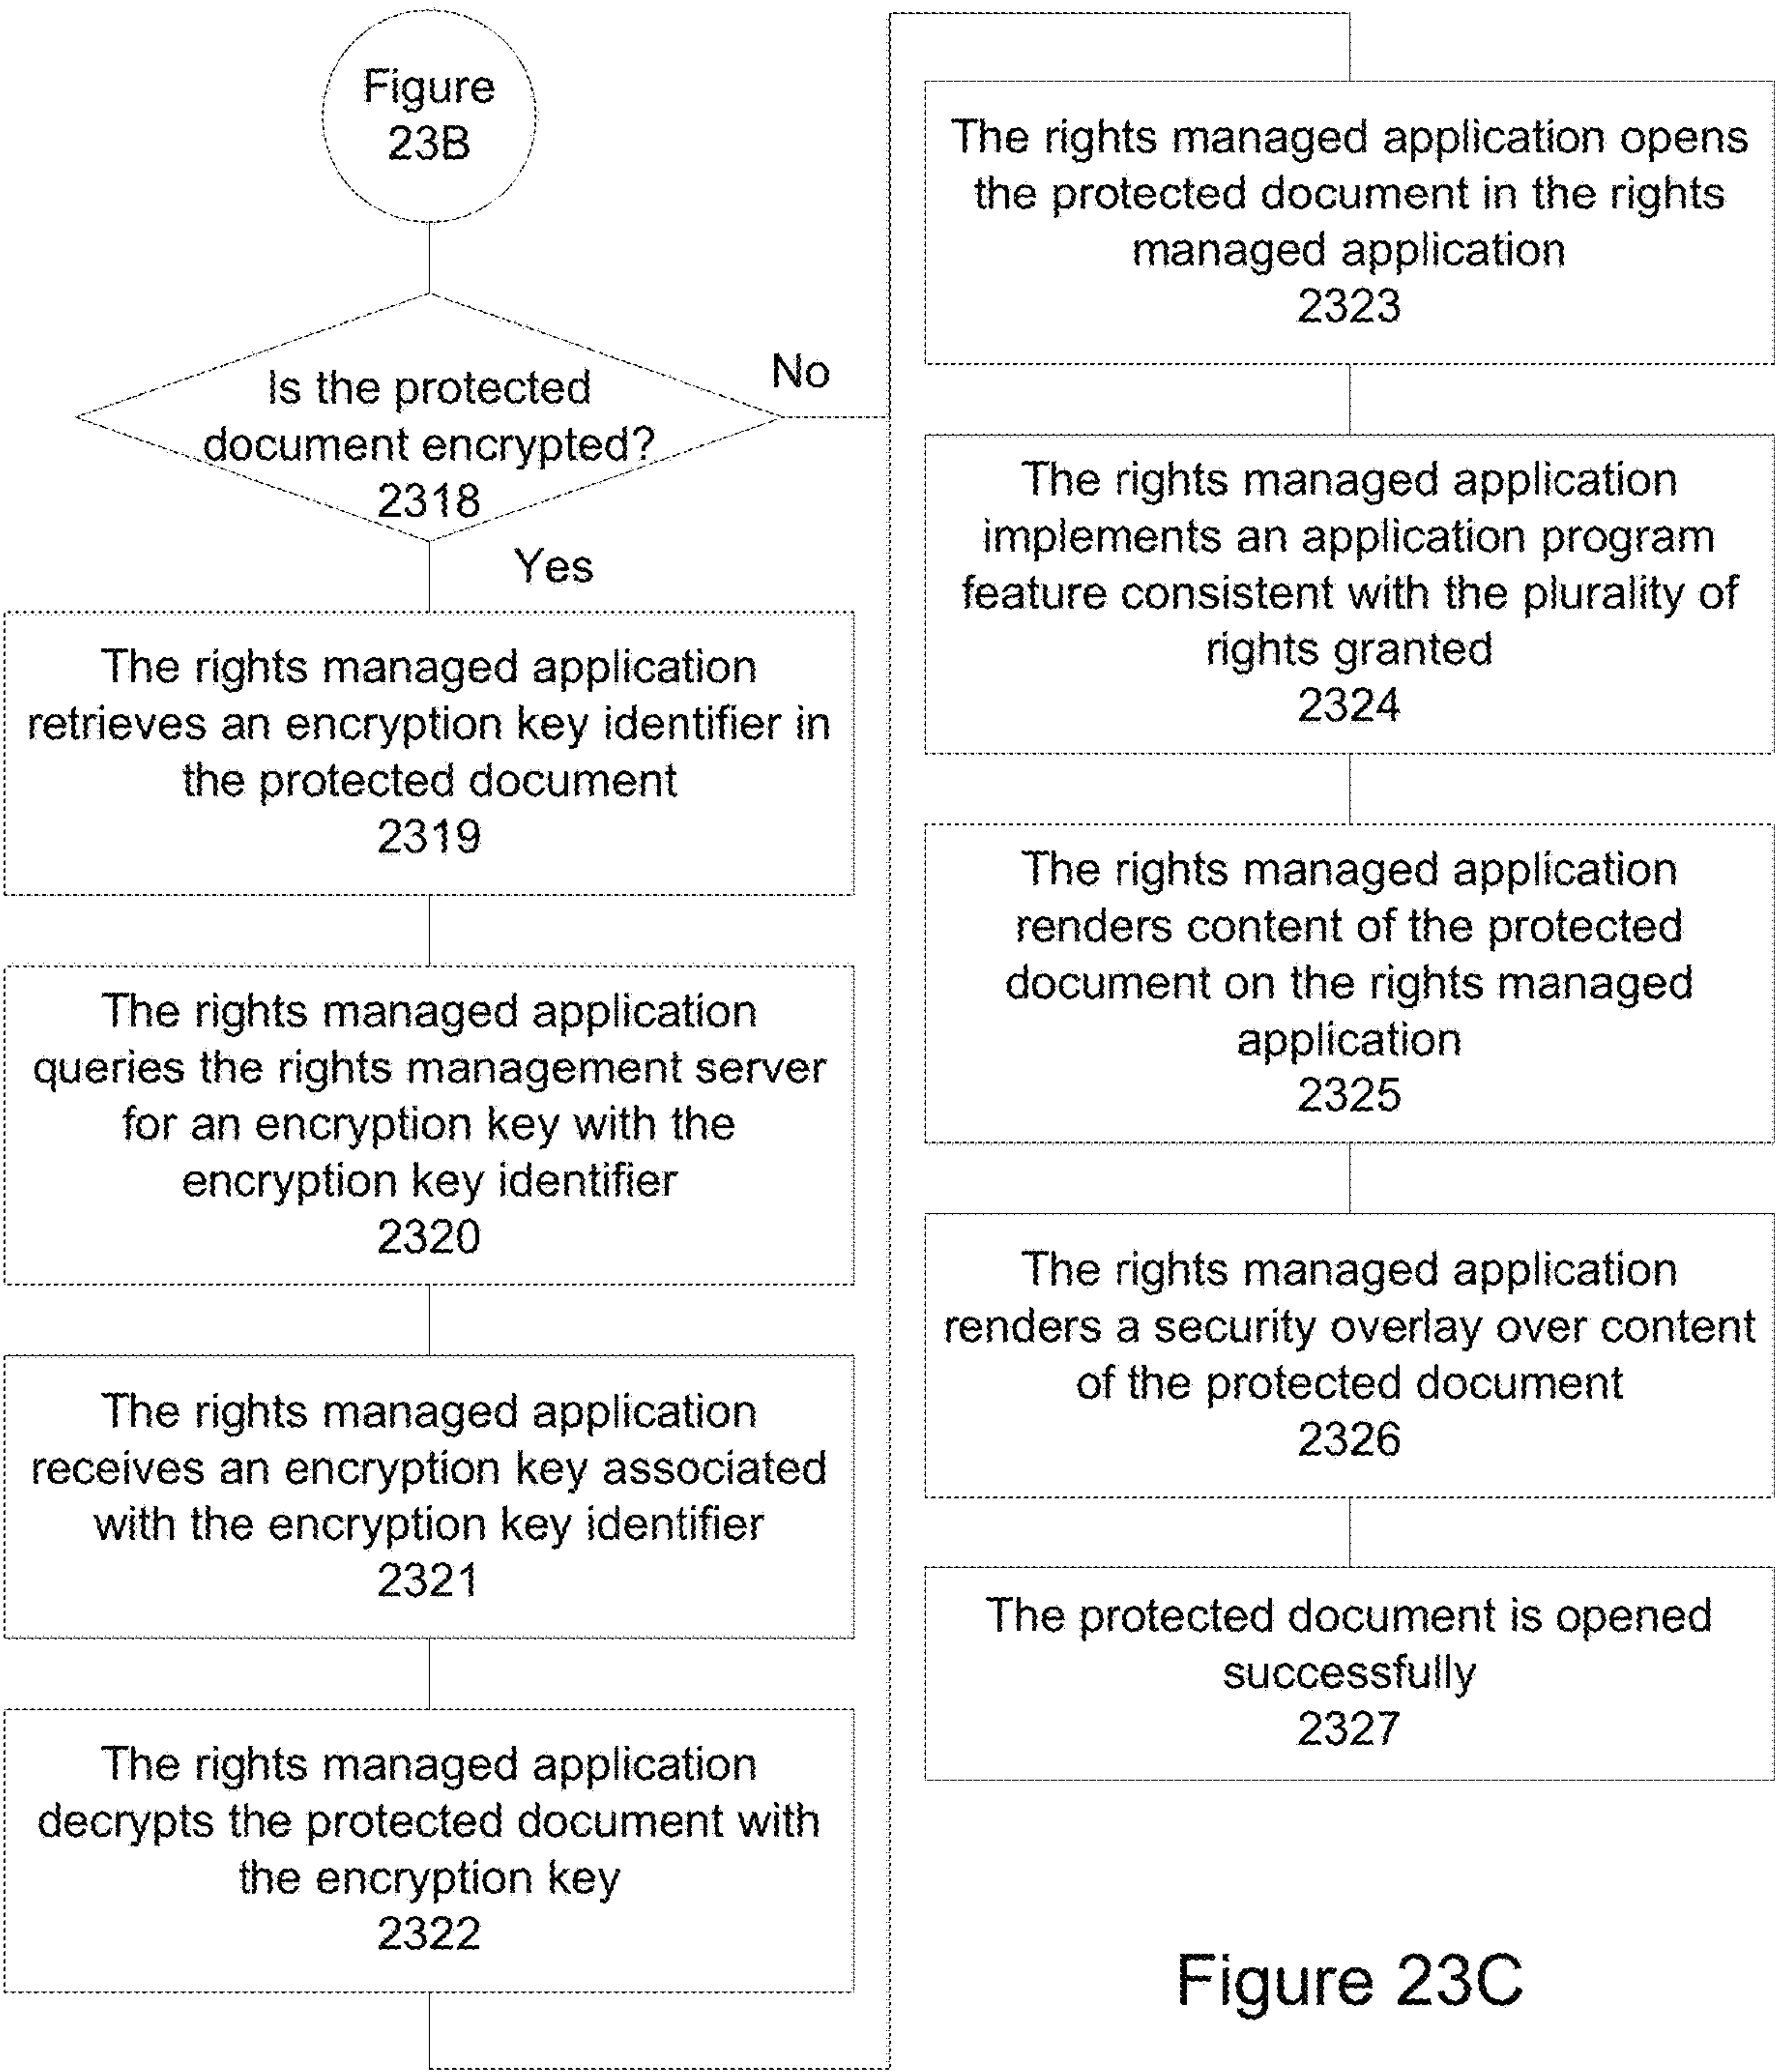 Figure
23B
Is the protected
document encrypted?
2318
No
Yes
The rights managed application
retrieves an encryption key identifier in
the protected document
2319
The rights managed application
queries the rights management server
for an encryption key with the
encryption key identifier
2320
The rights managed application
receives an encryption key associated
with the encryption key identifier
2321
The rights managed application
decrypts the protected document with
the encryption key
2322
The rights managed application opens
the protected document in the rights
managed application
2323
The rights managed application
implements an application program
feature consistent with the plurality of
rights granted
2324
The rights managed application
renders content of the protected
document on the rights managed
application
2325
The rights managed application
renders a security overlay over content
of the protected document
2326
The protected document is opened
successfully
2327
Figure 23C